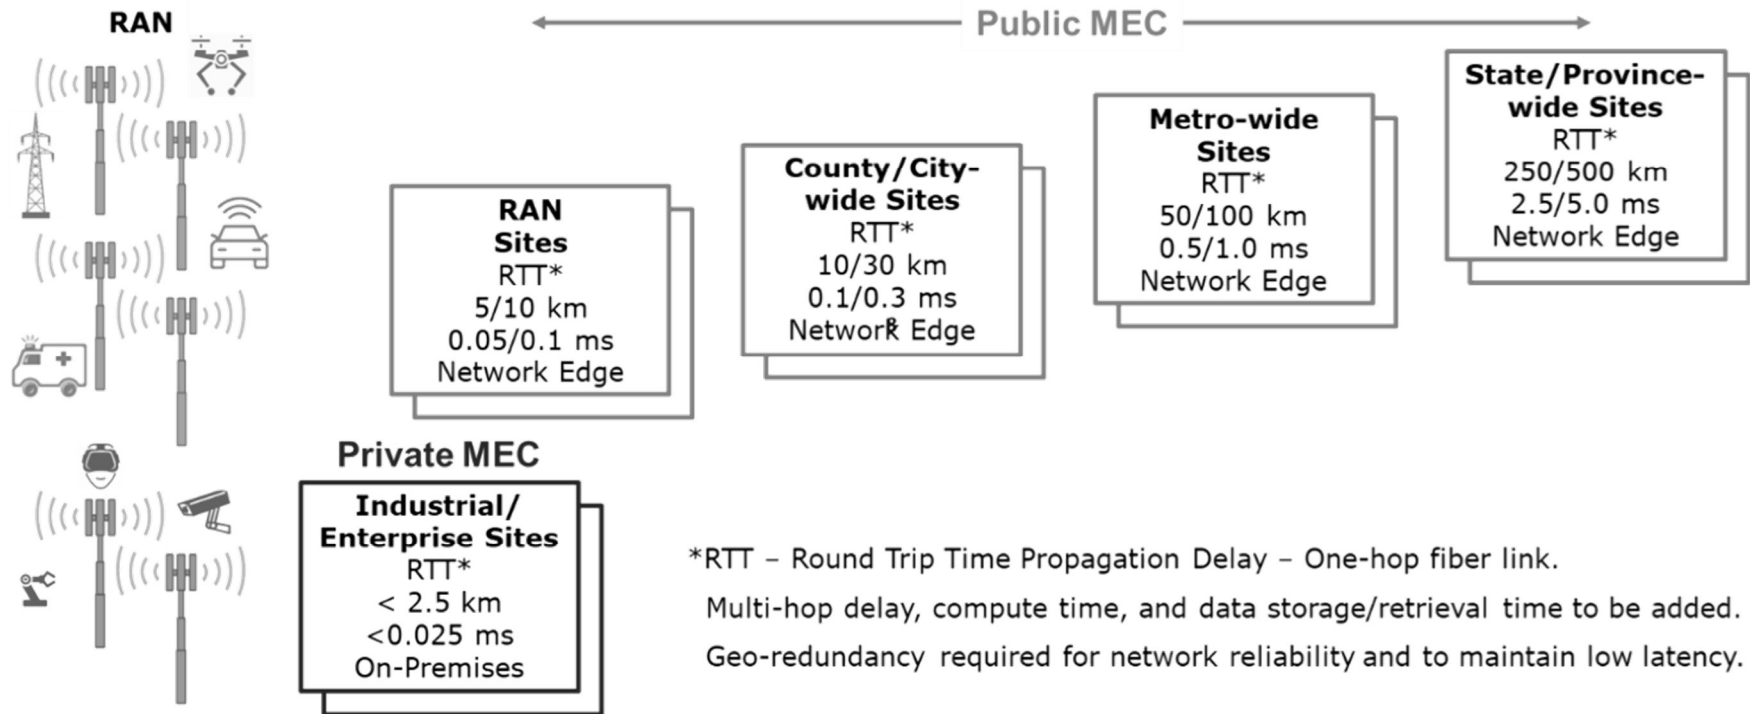 RAN
Public MEC
RAN
Sites
RTT*
5/10 km
0.05/0.1 ms
Network Edge
County/City-
wide Sites
RTT*
10/30 km
0.1/0.3 ms
Network Edge
Metro-wide
Sites
RTT*
50/100 km
0.5/1.0 ms
Network Edge
State/Province-
wide Sites
RTT*
250/500 km
2.5/5.0 ms
Network Edge
Private MEC
Industrial/
Enterprise Sites
RTT*
< 2.5 km
<0.025 ms
On-Premises
*RTT – Round Trip Time Propagation Delay – One-hop fiber link.
Multi-hop delay, compute time, and data storage/retrieval time to be added.
Geo-redundancy required for network reliability and to maintain low latency.